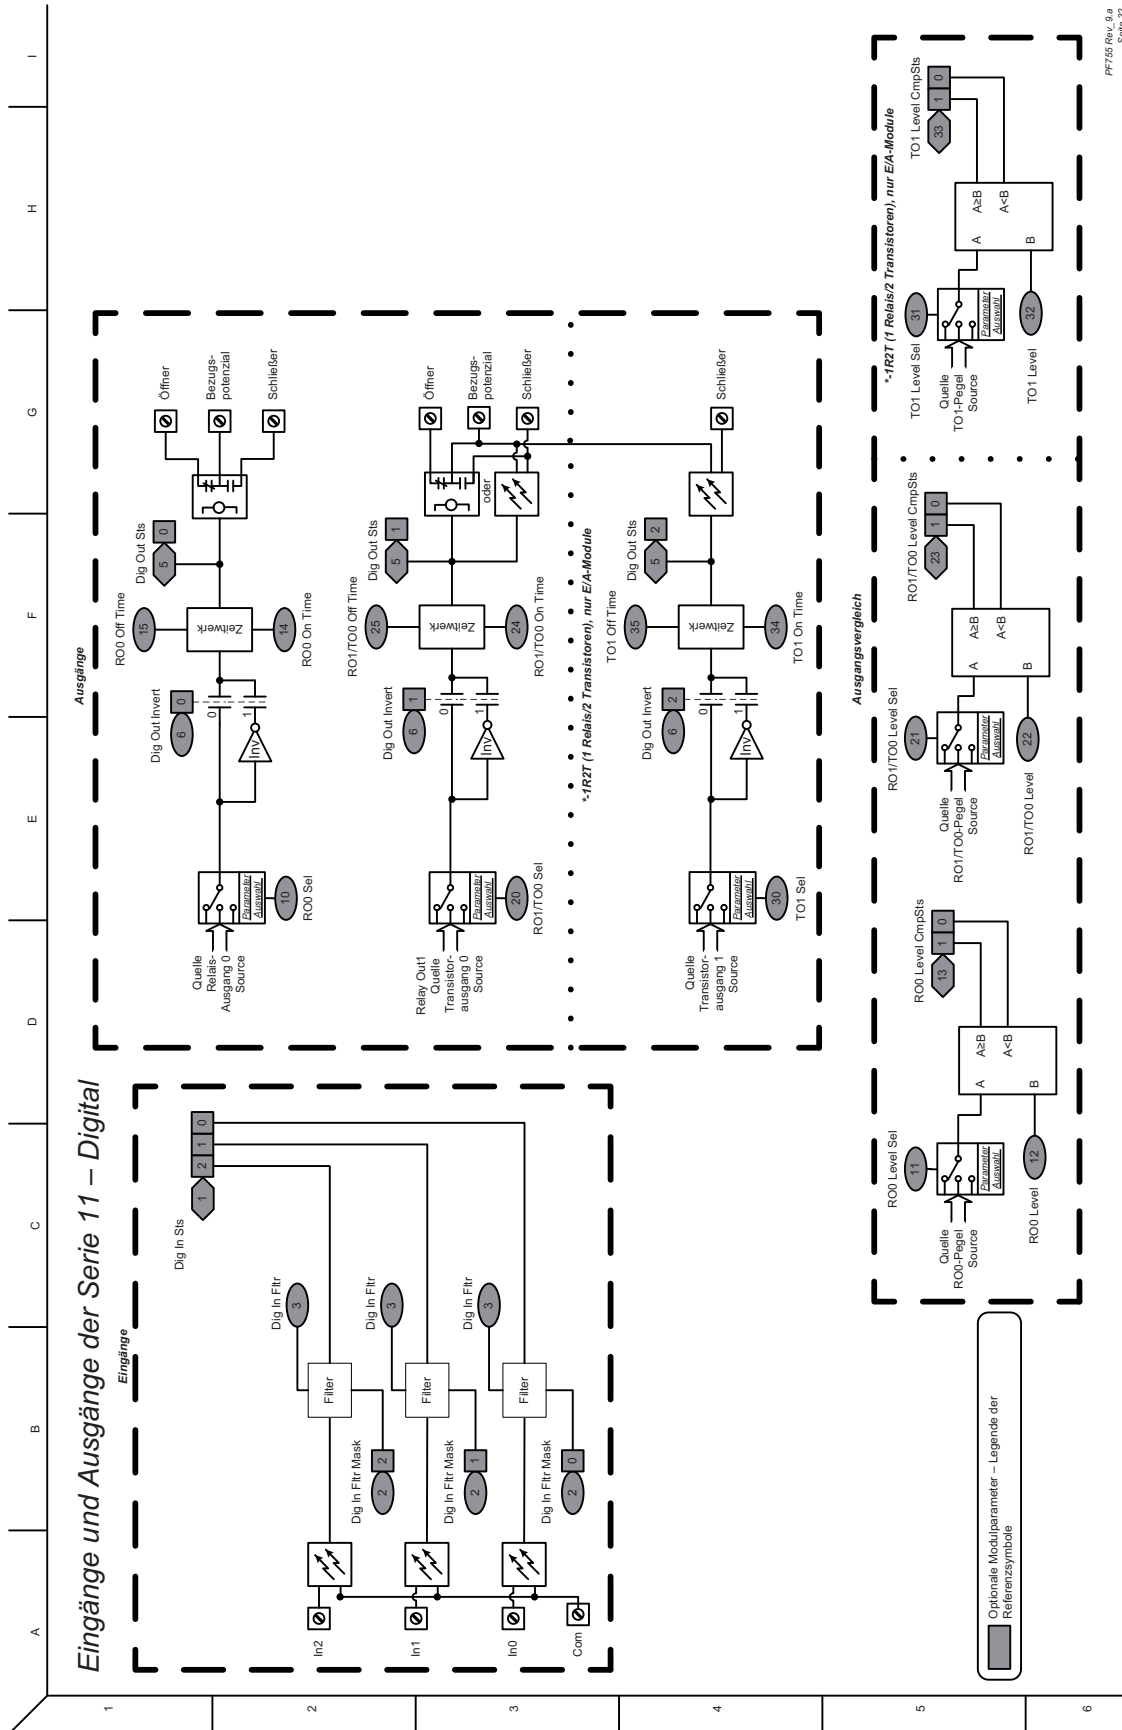 PF755 Rev_9.a
Seite 32
A
B
C
D
E
F
G
H
I
1
2
3
4
5
6
Eingänge und Ausgänge der Serie 11 – Digital
Eingänge
Dig In Sts
1
2
1
0
In2
Filter
Dig In Fltr
3
Dig In Fltr Mask
2
2
In1
Filter
Dig In Fltr
3
Dig In Fltr Mask
2
1
In0
Filter
Dig In Fltr
3
Dig In Fltr Mask
2
0
Com
Ausgänge
Quelle
Relais-
Ausgang 0
Source
Parameter
Auswahl
10
RO0 Sel
Inv
0
1
Dig Out Invert
6
0
RO0 Off Time
15
Zeitwerk
14
RO0 On Time
Dig Out Sts
5
0
Öffner
Bezugs-
potenzial
Schließer
Relay Out1
Quelle
Transistor-
ausgang 0
Source
Parameter
Auswahl
20
RO1/TO0 Sel
Inv
0
1
Dig Out Invert
6
1
RO1/TO0 Off Time
25
Zeitwerk
24
RO1/TO0 On Time
Dig Out Sts
5
1
oder
Öffner
Bezugs-
potenzial
Schließer
*-1R2T (1 Relais/2 Transistoren), nur E/A-Module
Quelle
Transistor-
ausgang 1
Source
Parameter
Auswahl
30
TO1 Sel
Inv
0
1
Dig Out Invert
6
2
TO1 Off Time
35
Zeitwerk
34
TO1 On Time
Dig Out Sts
5
2
Schließer
Ausgangsvergleich
RO0 Level Sel
11
Quelle
RO0-Pegel
Source
Parameter
Auswahl
12
RO0 Level
A
B
A≥B
A<B
RO0 Level CmpSts
13
1
0
RO1/TO0 Level Sel
21
Quelle
RO1/TO0-Pegel
Source
Parameter
Auswahl
22
RO1/TO0 Level
A
B
A≥B
A<B
RO1/TO0 Level CmpSts
23
1
0
*-1R2T (1 Relais/2 Transistoren), nur E/A-Module
TO1 Level Sel
31
Quelle
TO1-Pegel
Source
Parameter
Auswahl
32
TO1 Level
A
B
A≥B
A<B
TO1 Level CmpSts
33
1
0
Optionale Modulparameter – Legende der
Referenzsymbole